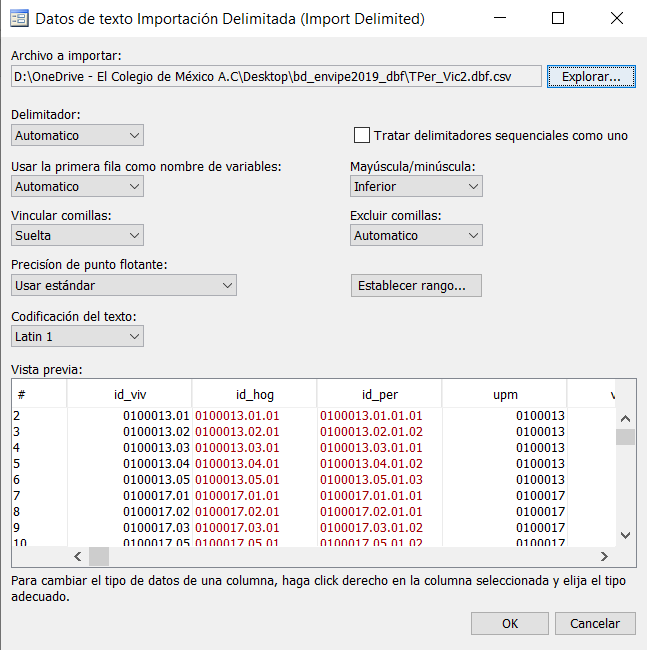 Datos de texto Importación Delimitada (Import Delimited)
Archivo a importar:
D:\OneDrive - El Colegio de México A.C\Desktop\bd_envipe2019_dbf\TPer_Vic2.dbf.csv Explorar...
Delimitador:
Automatico Tratar delimitadores sequenciales como uno
Usar la primera fila como nombre de variables: Mayúscula/minúscula:
Automatico Inferior
Vincular comillas: Excluir comillas:
Suelta Automatico
Precisíon de punto flotante:
Usar estándar Establecer rango...
Codificación del texto:
Latin 1
Vista previa:
# id_viv id_hog id_per upm
2 0100013.01 0100013.01.01 0100013.01.01.01 0100013
3 0100013.02 0100013.02.01 0100013.02.01.02 0100013
4 0100013.03 0100013.03.01 0100013.03.01.01 0100013
5 0100013.04 0100013.04.01 0100013.04.01.02 0100013
6 0100013.05 0100013.05.01 0100013.05.01.03 0100013
7 0100017.01 0100017.01.01 0100017.01.01.01 0100017
8 0100017.02 0100017.02.01 0100017.02.01.01 0100017
9 0100017.03 0100017.03.01 0100017.03.01.02 0100017
10 0100017.05 0100017.05.01 0100017.05.01.02 0100017
Para cambiar el tipo de datos de una columna, haga click derecho en la columna seleccionada y elija el tipo
adecuado.
OK Cancelar